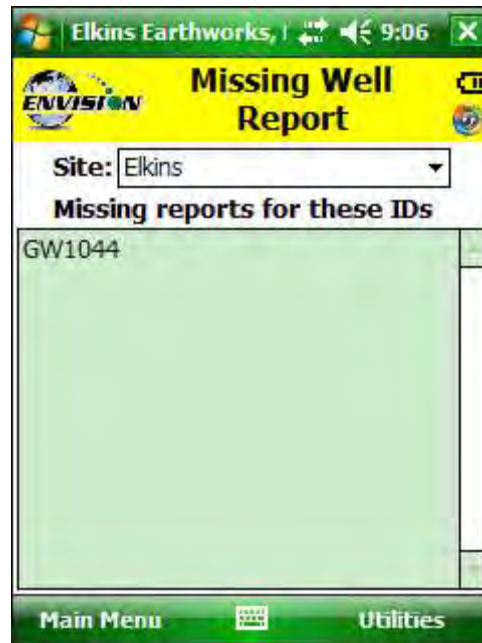 Elkins Earthworks, I 9:06
ENVISION
Missing Well
Report
Site: Elkins
Missing reports for these IDs
GW1044
Main Menu Utilities